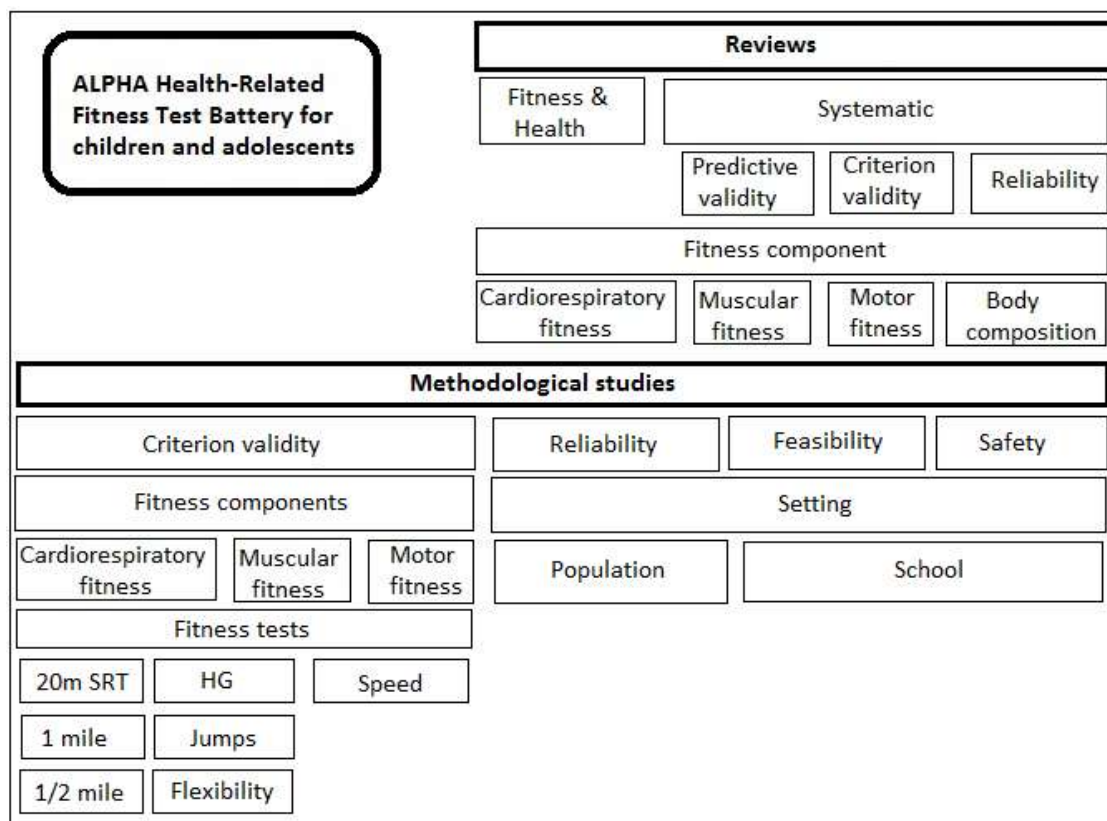 ALPHA Health-Related
Fitness Test Battery for
children and adolescents
Reviews
Fitness &
Health
Systematic
Predictive
validity
Criterion
validity
Reliability
Fitness component
Cardiorespiratory
fitness
Muscular
fitness
Motor
fitness
Body
composition
Methodological studies
Criterion validity
Reliability
Feasibility
Safety
Fitness components
Setting
Cardiorespiratory
fitness
Muscular
fitness
Motor
fitness
Population
School
Fitness tests
20m SRT
HG
Speed
1 mile
Jumps
1/2 mile
Flexibility